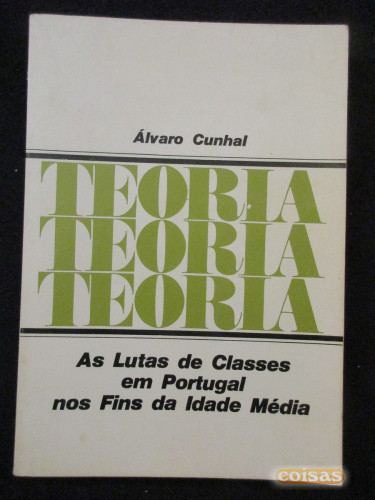 Álvaro Cunhal
TEORIA
TEORIA
TEORIA
As Lutas de Classes
em Portugal
nos Fins da Idade Média
coisas